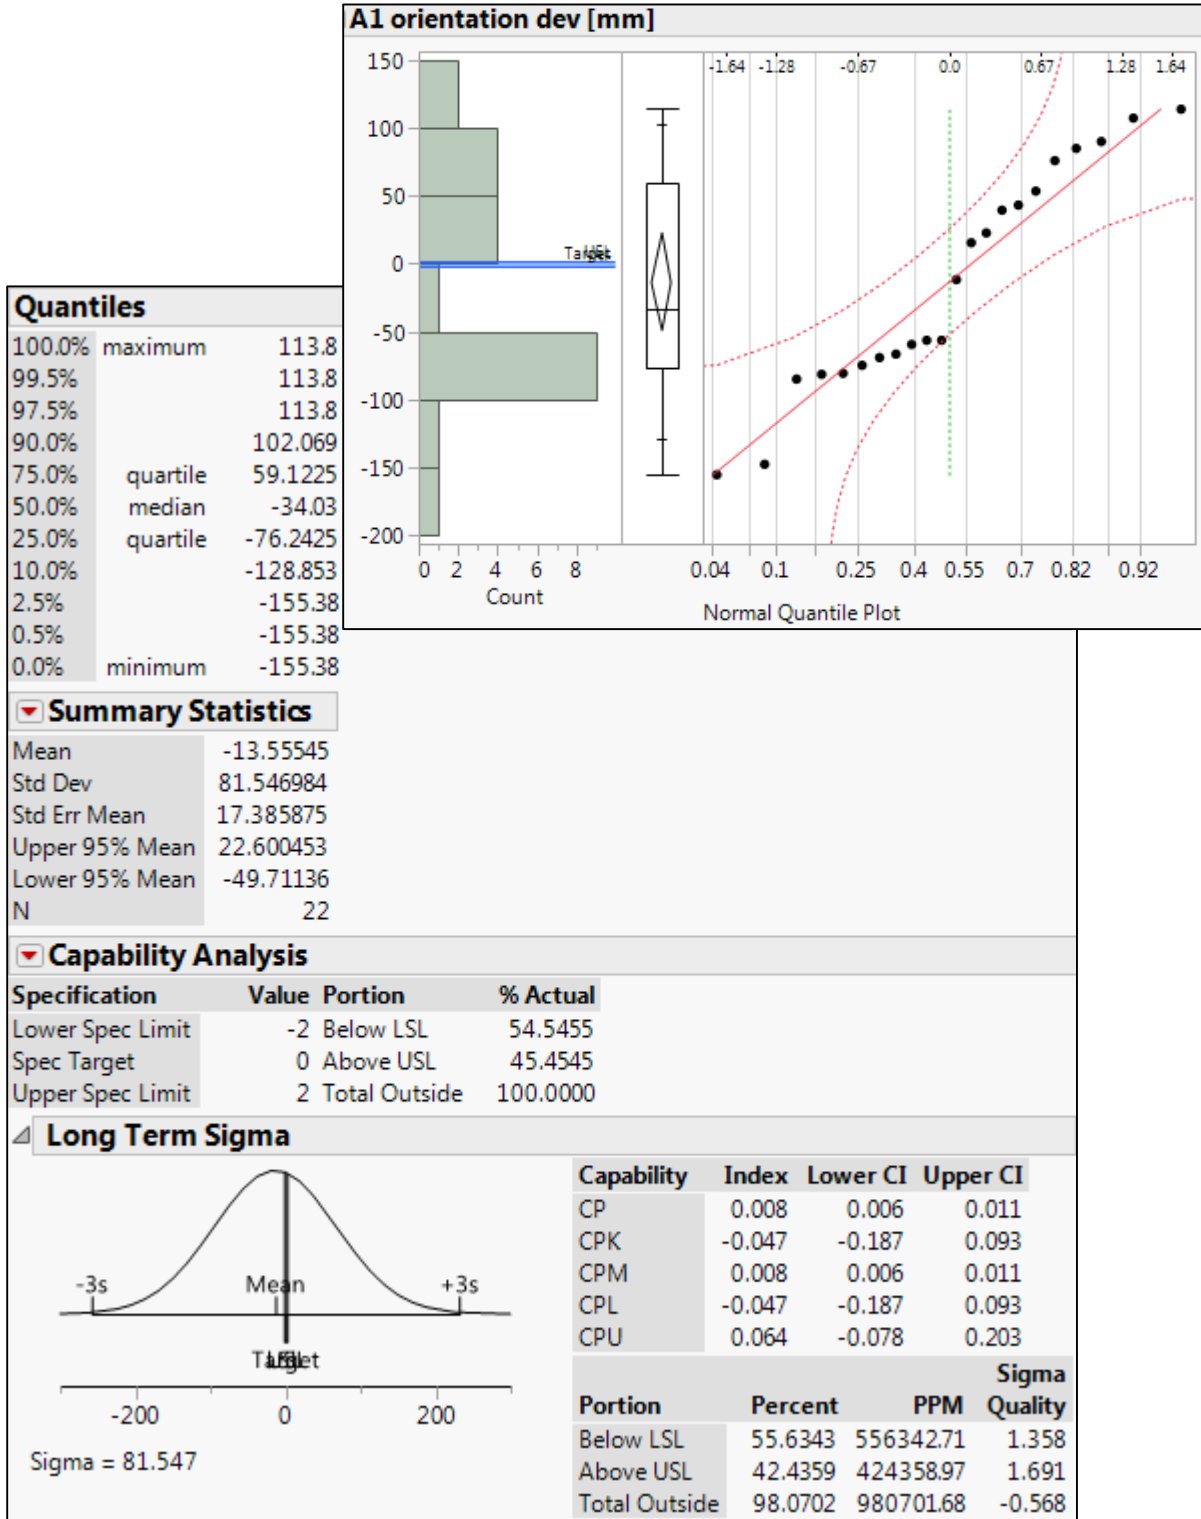 A1 orientation dev [mm]
150
100
50
0
-50
-100
-150
-200
Target
-1.64 -1.28 -0.67 0.0 0.67 1.28 1.64
0 2 4 6 8
Count
0.04 0.1 0.25 0.4 0.55 0.7 0.82 0.92
Normal Quantile Plot
Quantiles
100.0% maximum 113.8
99.5% 113.8
97.5% 113.8
90.0% 102.069
75.0% quartile 59.1225
50.0% median -34.03
25.0% quartile -76.2425
10.0% -128.853
2.5% -155.38
0.5% -155.38
0.0% minimum -155.38
Summary Statistics
Mean -13.55545
Std Dev 81.546984
Std Err Mean 17.385875
Upper 95% Mean 22.600453
Lower 95% Mean -49.71136
N 22
Capability Analysis
Specification Value Portion % Actual
Lower Spec Limit -2 Below LSL 54.5455
Spec Target 0 Above USL 45.4545
Upper Spec Limit 2 Total Outside 100.0000
Long Term Sigma
-3s Mean +3s
Target
-200 0 200
Sigma = 81.547
Capability Index Lower CI Upper CI
CP 0.008 0.006 0.011
CPK -0.047 -0.187 0.093
CPM 0.008 0.006 0.011
CPL -0.047 -0.187 0.093
CPU 0.064 -0.078 0.203
Sigma
Portion Percent PPM Quality
Below LSL 55.6343 556342.71 1.358
Above USL 42.4359 424358.97 1.691
Total Outside 98.0702 980701.68 -0.568